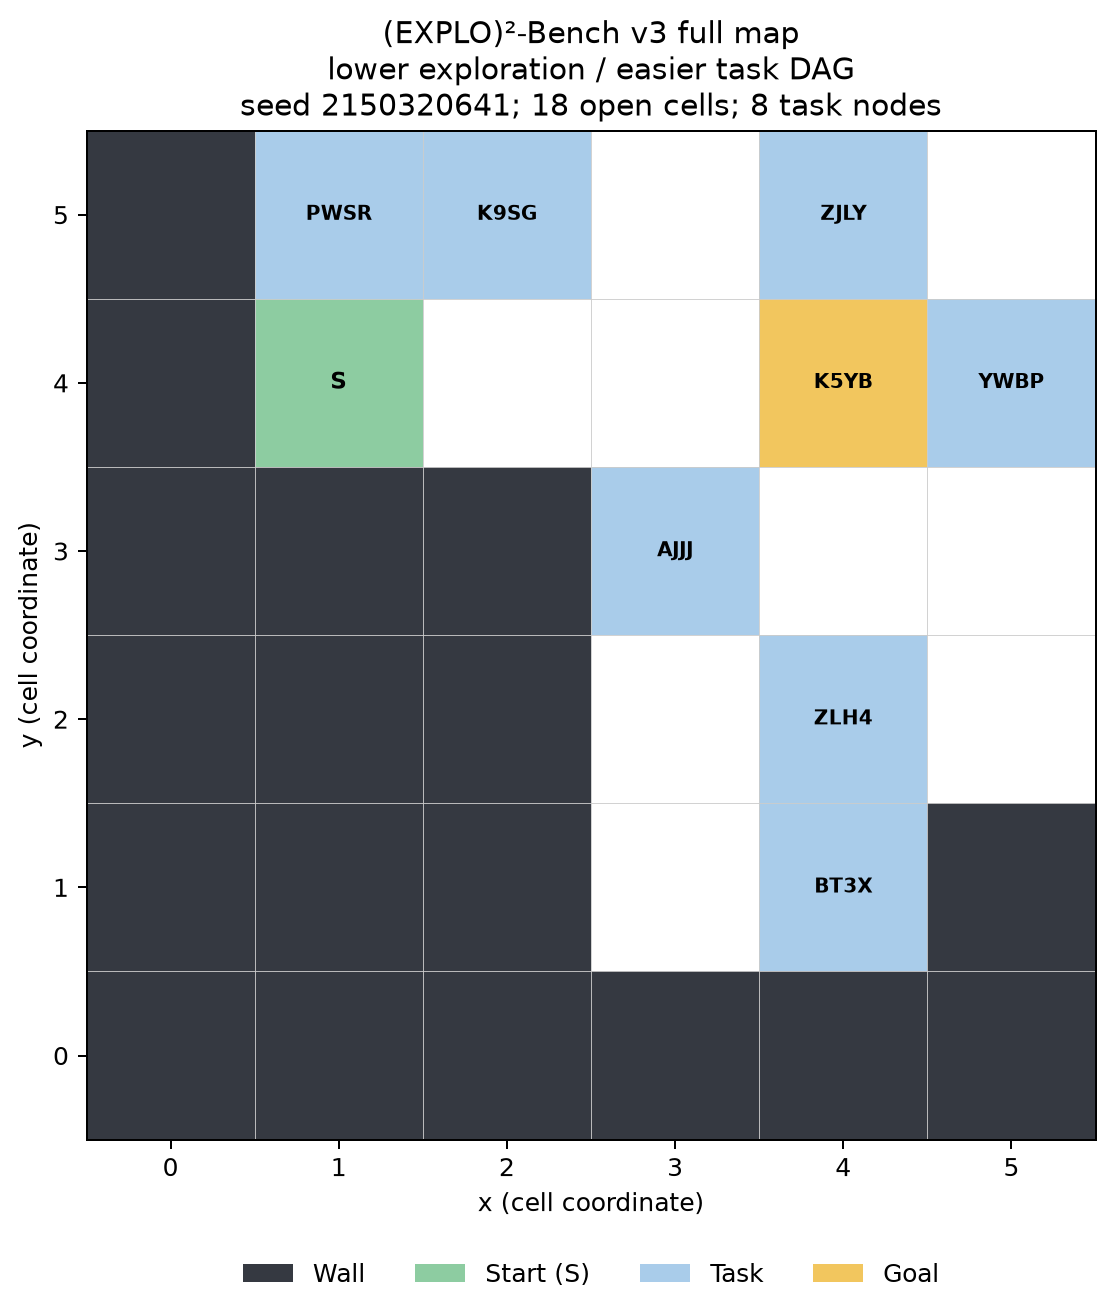 (EXPLO)²-Bench v3 full map
lower exploration / easier task DAG
seed 2150320641; 18 open cells; 8 task nodes
5
PWSR
K9SG
ZJLY
4
S
K5YB
YWBP
3
AJJJ
2
ZLH4
1
BT3X
0
y (cell coordinate)
0 1 2 3 4 5
x (cell coordinate)
Wall
Start (S)
Task
Goal